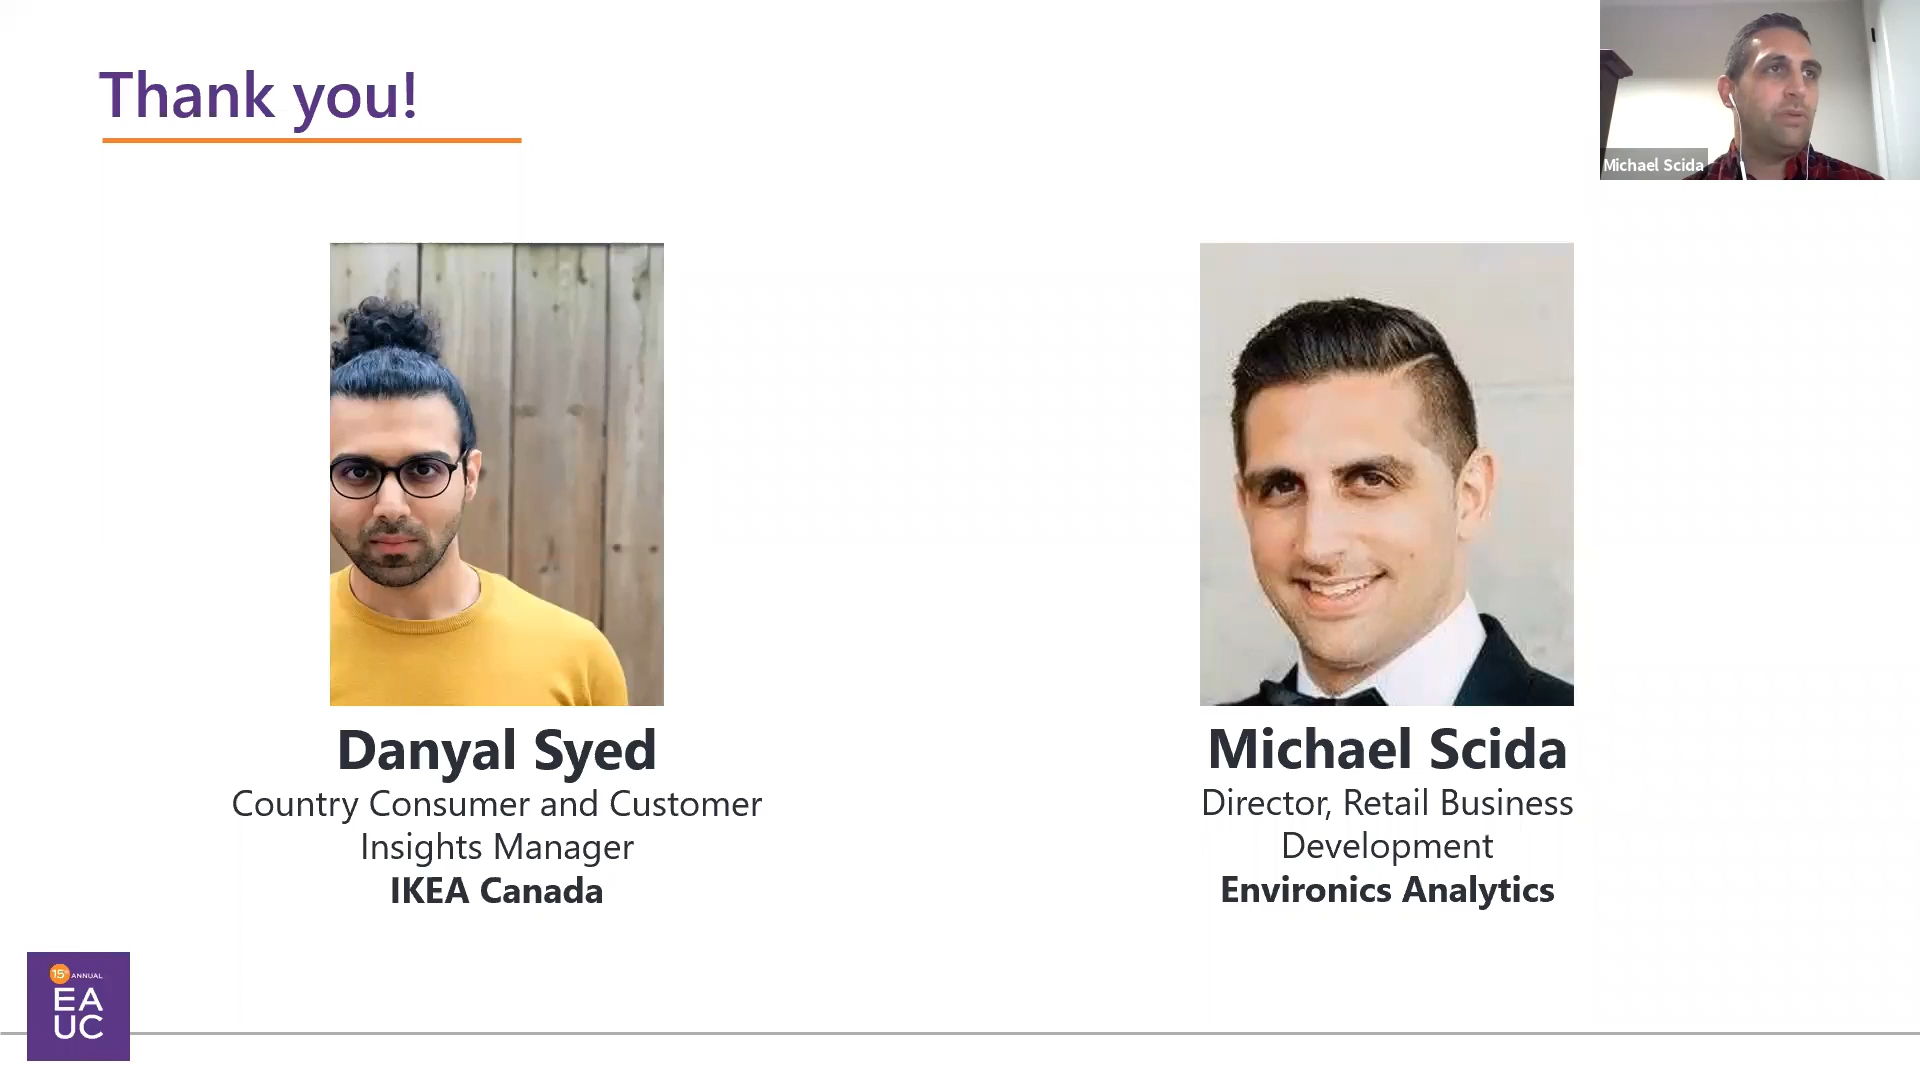 Thank you!
Michael Scida
Danyal Syed
Country Consumer and Customer
Insights Manager
IKEA Canada
Michael Scida
Director, Retail Business
Development
Environics Analytics
15th ANNUAL
EA
UC